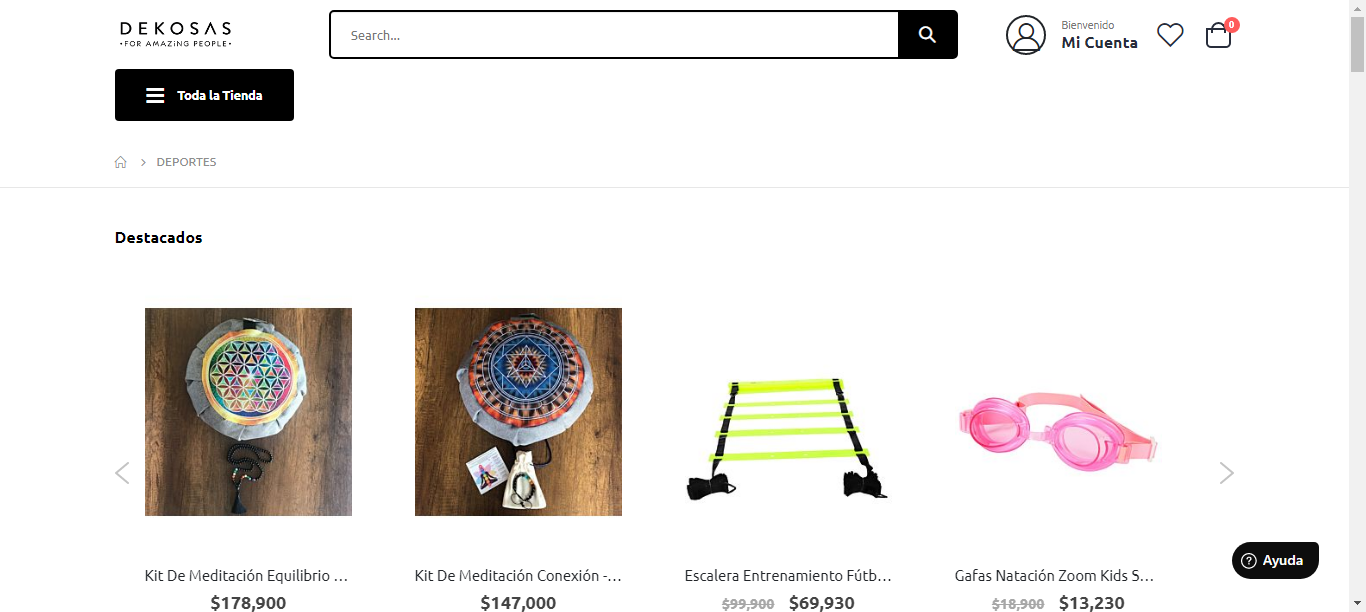 DEKOSAS
•FOR AMAZING PEOPLE•
Search...
Bienvenido
Mi Cuenta
0
Toda la Tienda
DEPORTES
Destacados
Kit De Meditación Equilibrio ...
$178,900
Kit De Meditación Conexión -...
$147,000
Escalera Entrenamiento Fútb...
$99,900 $69,930
Gafas Natación Zoom Kids S...
$18,900 $13,230
Ayuda